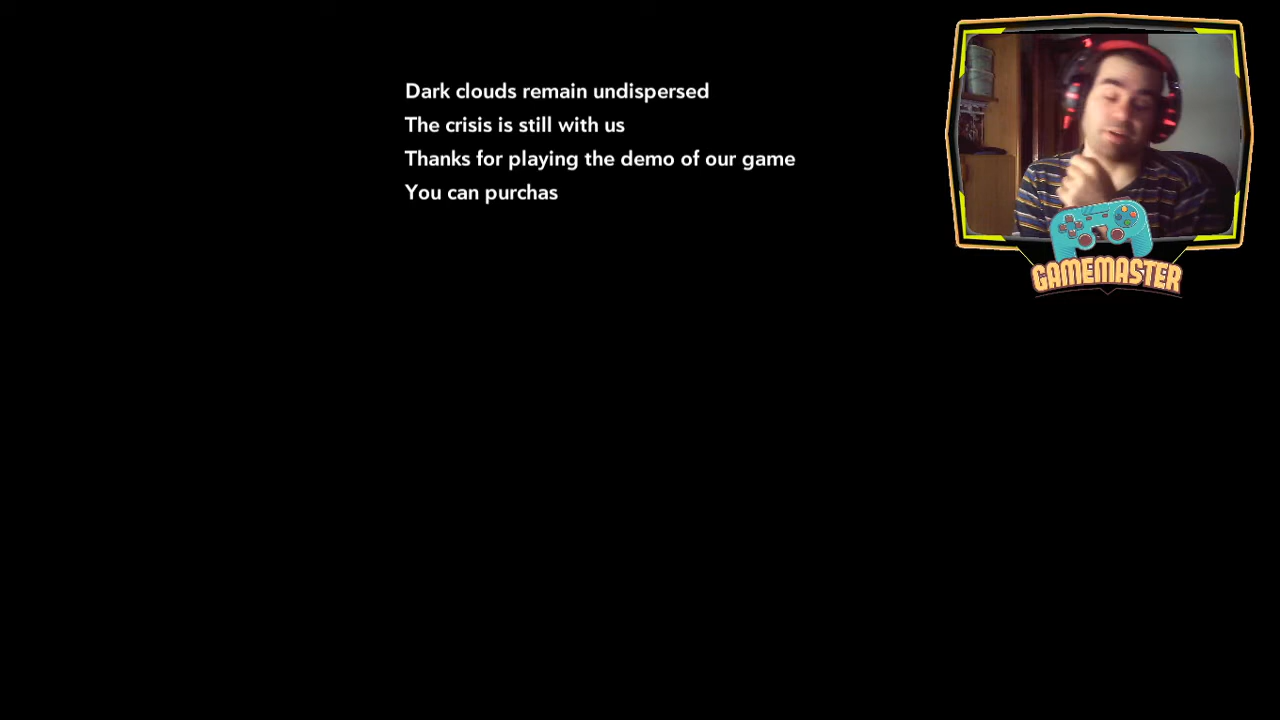 Dark clouds remain undispersed
The crisis is still with us
Thanks for playing the demo of our game
You can purchas
GAMEMASTER